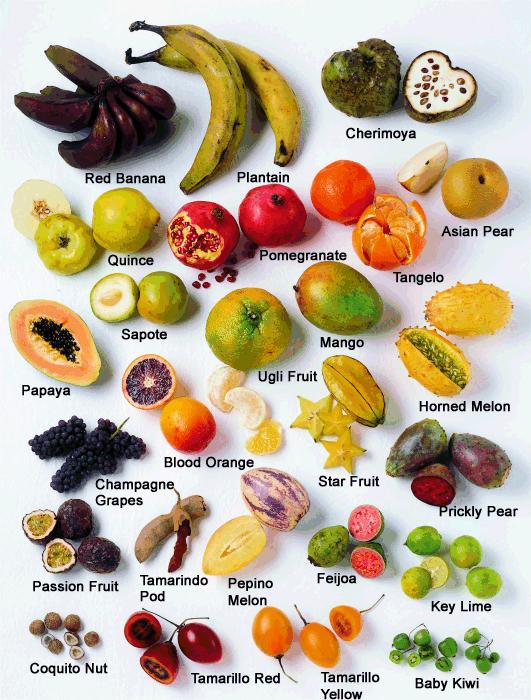 Cherimoya
Red Banana
Plantain
Asian Pear
Quince
Pomegranate
Tangelo
Sapote
Mango
Ugli Fruit
Papaya
Horned Melon
Blood Orange
Star Fruit
Champagne
Grapes
Prickly Pear
Passion Fruit
Tamarindo
Pod
Pepino
Melon
Feijoa
Key Lime
Coquito Nut
Tamarillo Red
Tamarillo
Yellow
Baby Kiwi